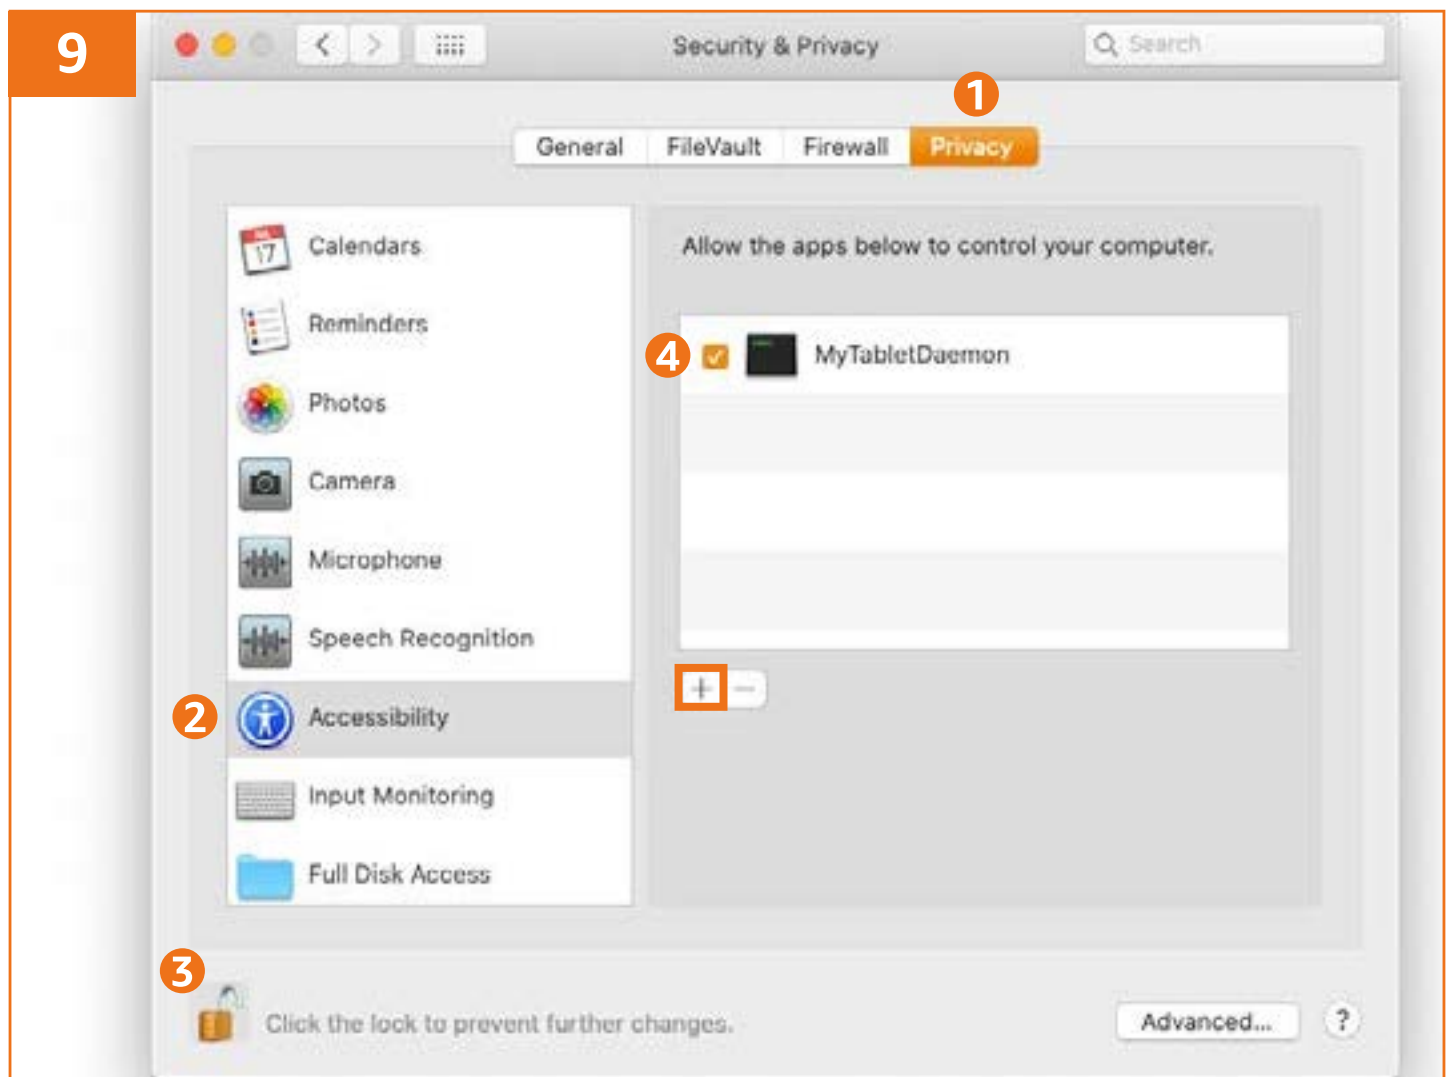 9
Security & Privacy
Search
1
General
FileVault
Firewall
Privacy
17
Calendars
Reminders
Photos
Camera
Microphone
Speech Recognition
2
Accessibility
Input Monitoring
Full Disk Access
Allow the apps below to control your computer.
4
MyTabletDaemon
+ −
3
Click the lock to prevent further changes.
Advanced...
?